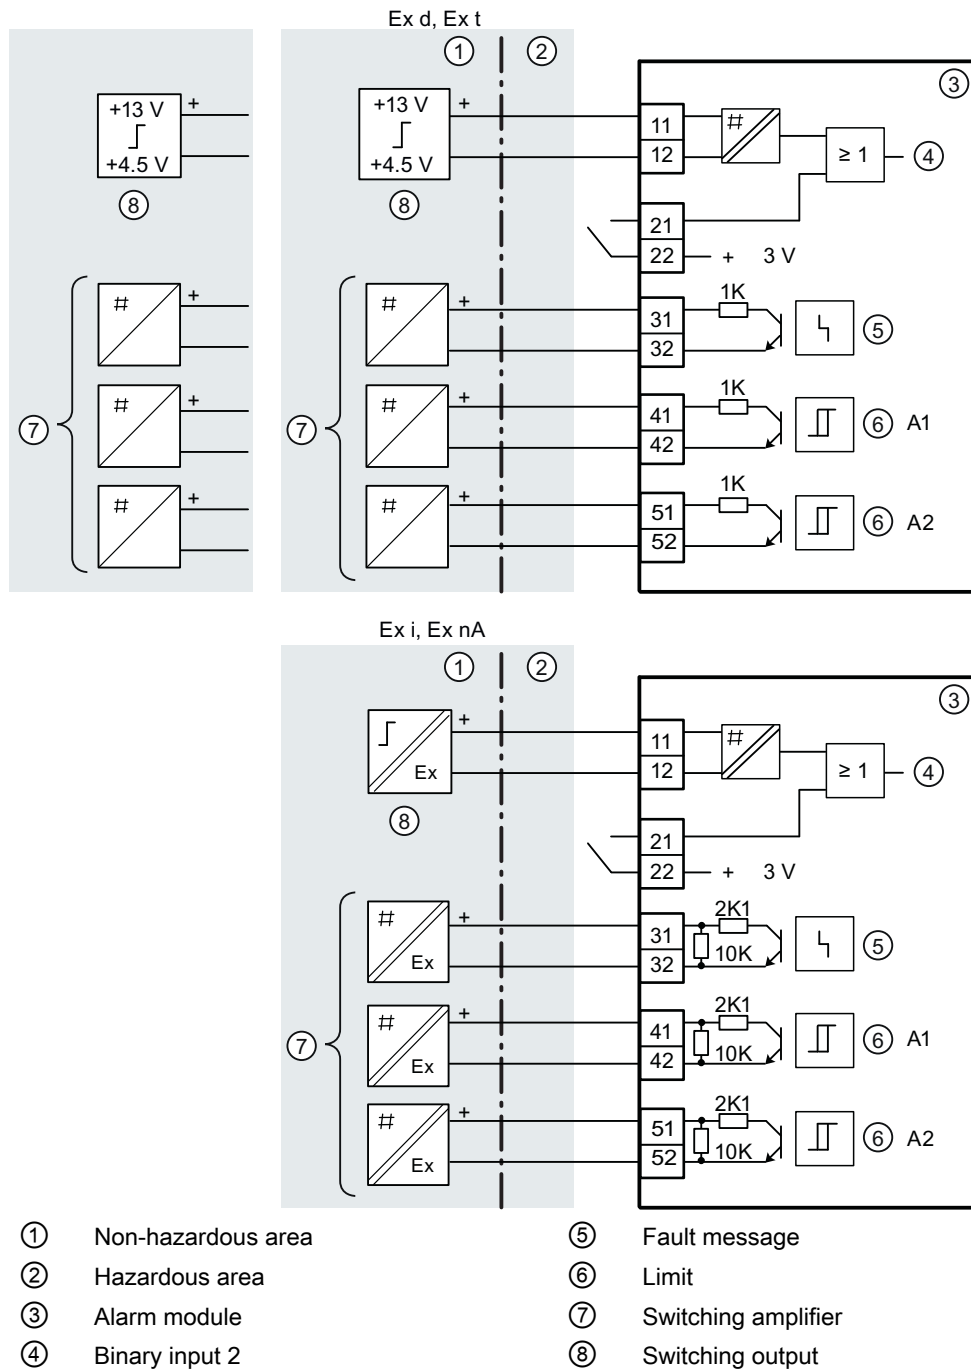 Ex d, Ex t
① ②
③
+13 V +
+4.5 V
⑧
+13 V +
+4.5 V
⑧
11
12
# ≥ 1 ④
21
22 + 3 V
⑦
# +
# +
# +
⑦
# +
# +
# +
31
32
1K
⑤
41
42
1K
⑥ A1
51
52
1K
⑥ A2
Ex i, Ex nA
① ②
③
+
Ex
⑧
11
12
# ≥ 1 ④
21
22 + 3 V
⑦
# +
Ex
31
32
2K1
10K
⑤
# +
Ex
41
42
2K1
10K
⑥ A1
# +
Ex
51
52
2K1
10K
⑥ A2
① Non-hazardous area
② Hazardous area
③ Alarm module
④ Binary input 2
⑤ Fault message
⑥ Limit
⑦ Switching amplifier
⑧ Switching output